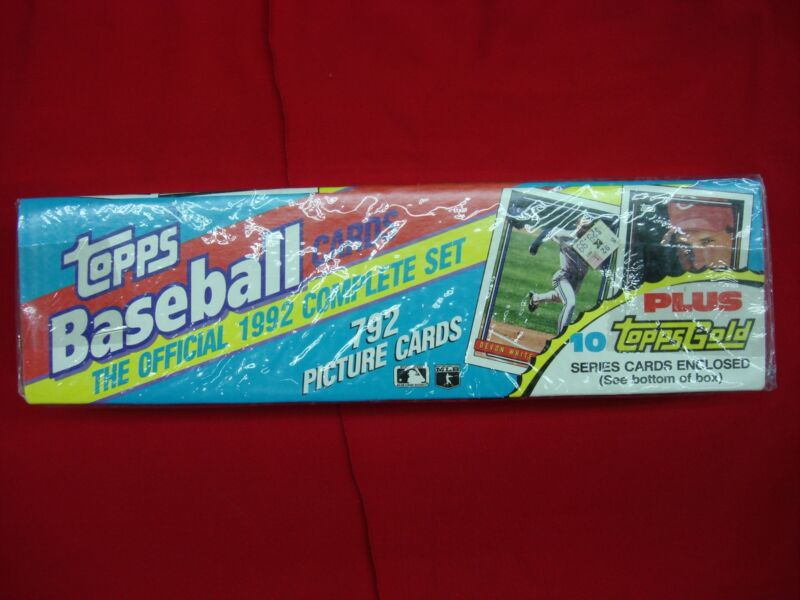 TOPPS
Baseball
CARDS
THE OFFICIAL 1992 COMPLETE SET
792
PICTURE CARDS
MLB
DEVON WHITE
PLUS
10 TOPPS Gold
SERIES CARDS ENCLOSED
(See bottom of box)